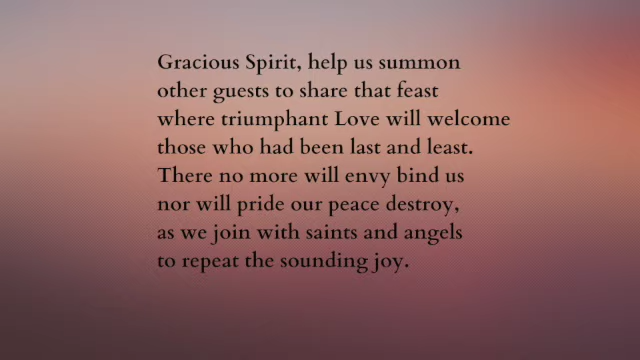 Gracious Spirit, help us summon
other guests to share that feast
where triumphant Love will welcome
those who had been last and least.
There no more will envy bind us
nor will pride our peace destroy,
as we join with saints and angels
to repeat the sounding joy.